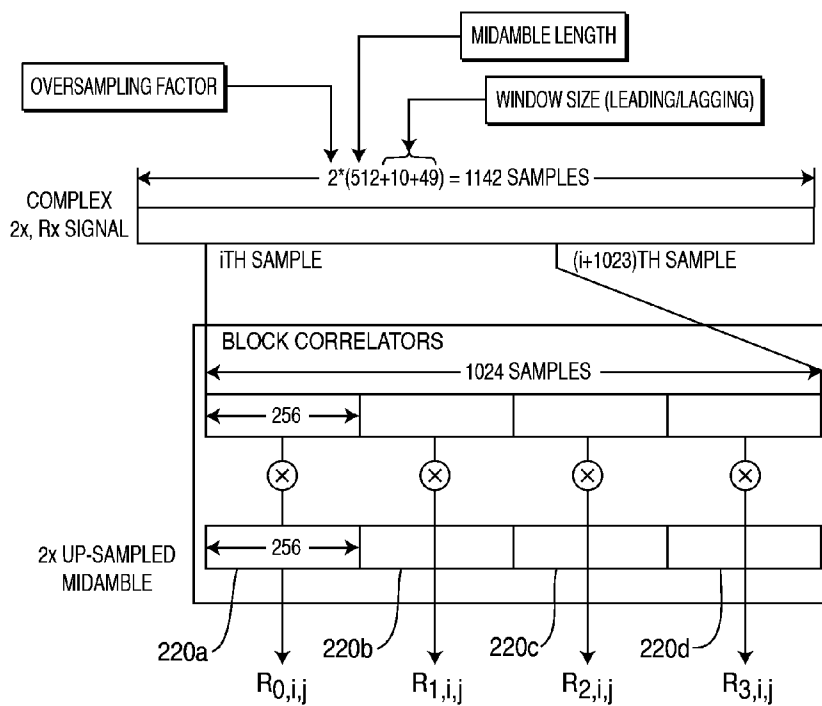 MIDAMBLE LENGTH
OVERSAMPLING FACTOR
WINDOW SIZE (LEADING/LAGGING)
2*(512+10+49) = 1142 SAMPLES
COMPLEX
2x, Rx SIGNAL
iTH SAMPLE
(i+1023)TH SAMPLE
BLOCK CORRELATORS
1024 SAMPLES
256
2x UP-SAMPLED
MIDAMBLE
256
220a
220b
220c
220d
R0,i,j
R1,i,j
R2,i,j
R3,i,j